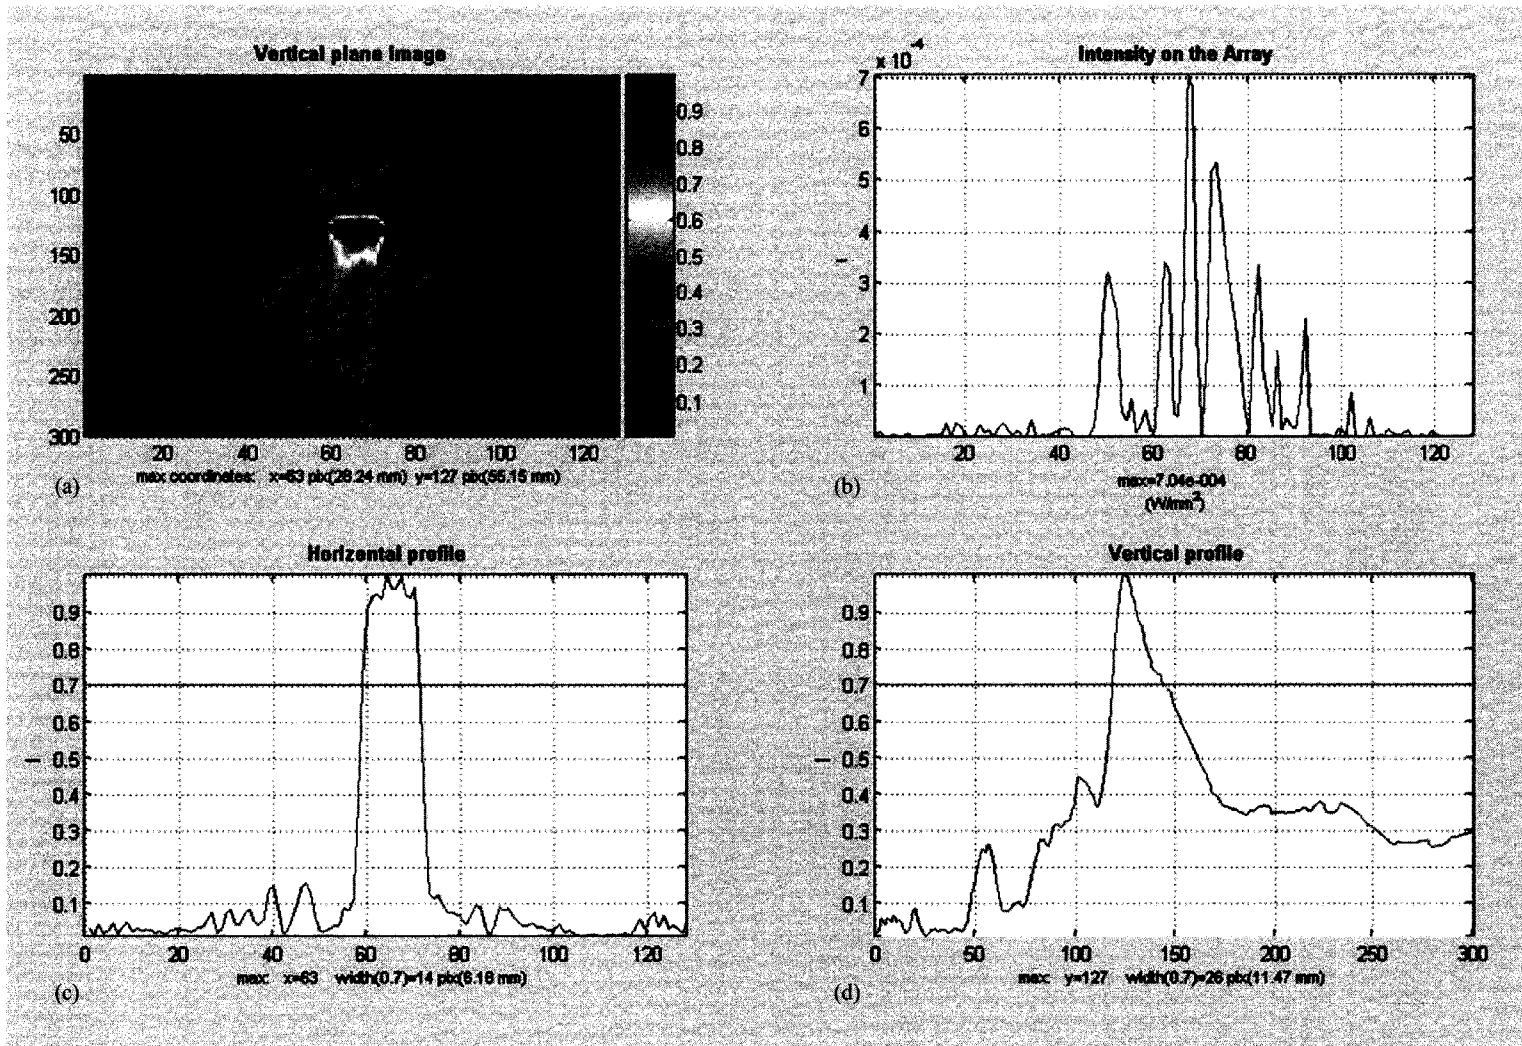 Vertical plane image
50
100
150
200
250
300
20 40 60 80 100 120
0.9
0.8
0.7
0.6
0.5
0.4
0.3
0.2
0.1
max coordinates: x=63 pix(28.24 mm) y=127 pix(55.15 mm)
(a)
Intensity on the Array
x 10^-4
7
6
5
4
3
2
1
I
20 40 60 80 100 120
max=7.04e-004
(W/mm²)
(b)
Horizontal profile
0.9
0.8
0.7
0.6
0.5
0.4
0.3
0.2
0.1
I
0 20 40 60 80 100 120
max: x=63 width(0.7)=14 pix(6.16 mm)
(c)
Vertical profile
0.9
0.8
0.7
0.6
0.5
0.4
0.3
0.2
0.1
I
0 50 100 150 200 250 300
max: y=127 width(0.7)=26 pix(11.47 mm)
(d)